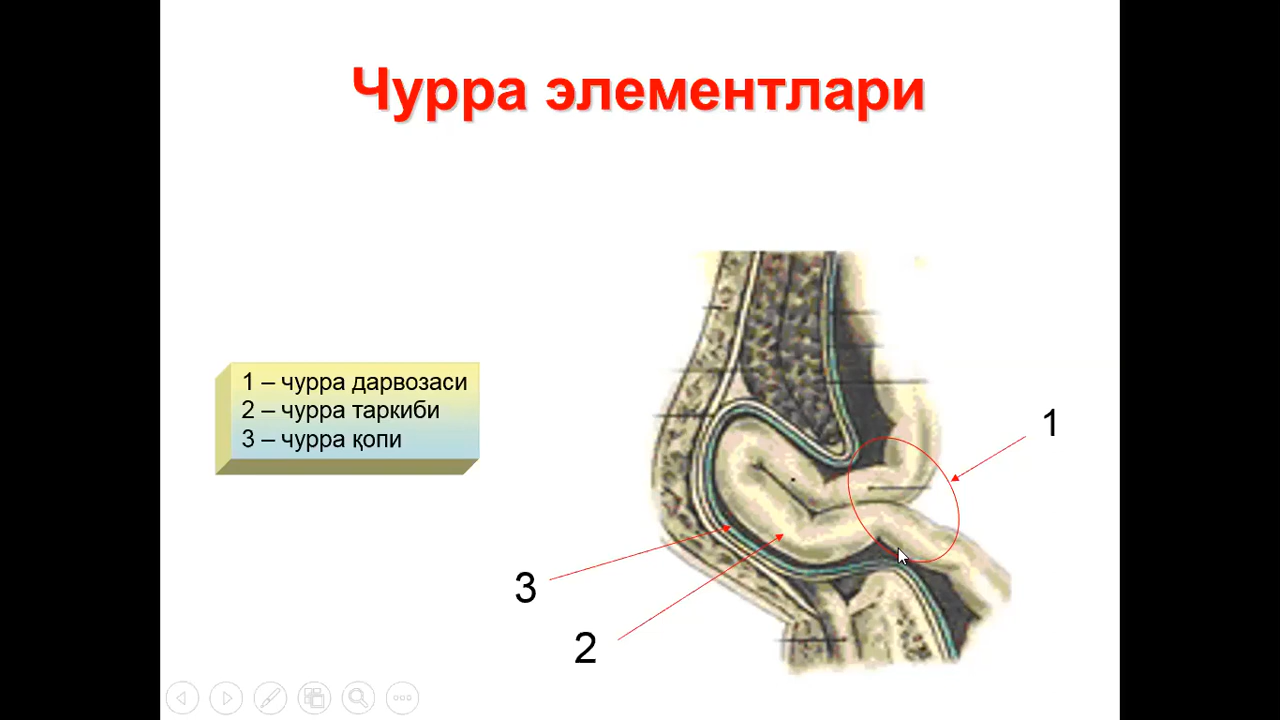 Чурра элементлари
1 – чурра дарвозаси
2 – чурра таркиби
3 – чурра қопи
1
3
2